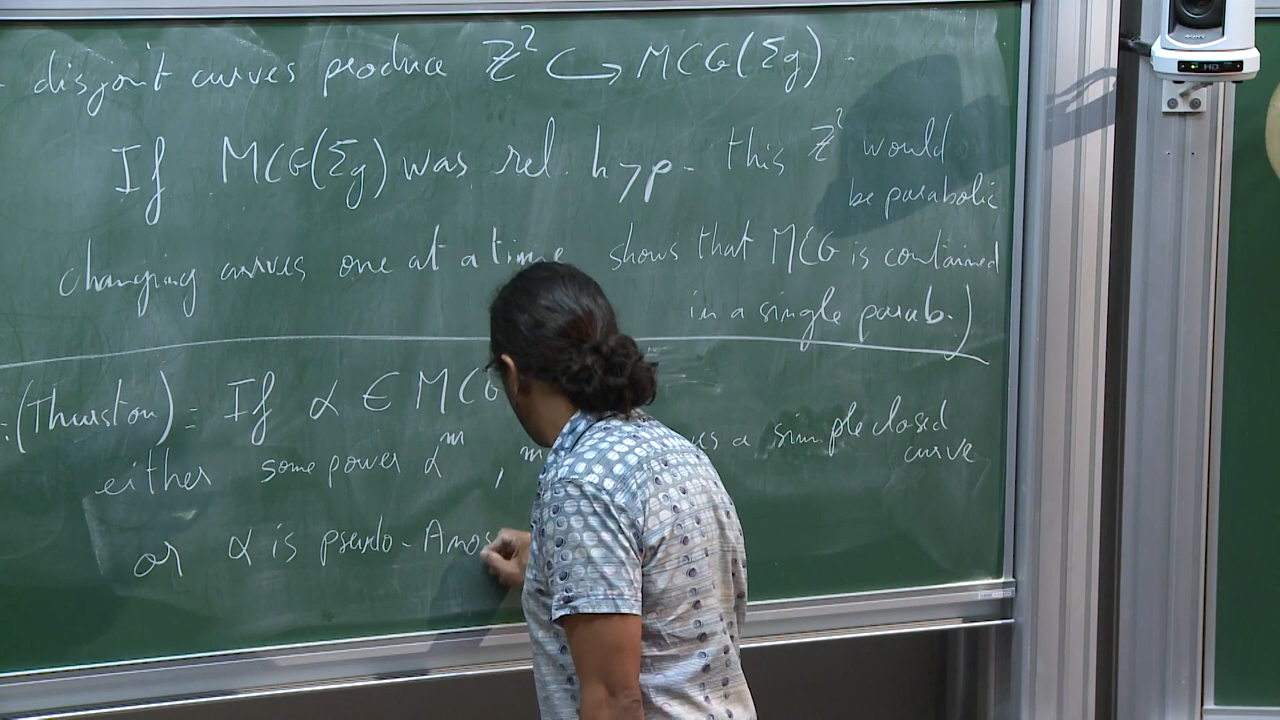 - disjoint curves produce ℤ² ↪ MCG(Σg).
If MCG(Σg) was rel. hyp. this ℤ² would
be parabolic
changing curves one at a time shows that MCG is contained
in a single parab.)
:(Thurston): If α ∈ MCG
either some power α^m, m a simple closed
curve
or α is pseudo-Anos
SONY
HD